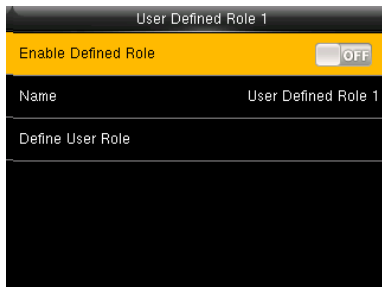 User Defined Role 1
Enable Defined Role OFF
Name User Defined Role 1
Define User Role